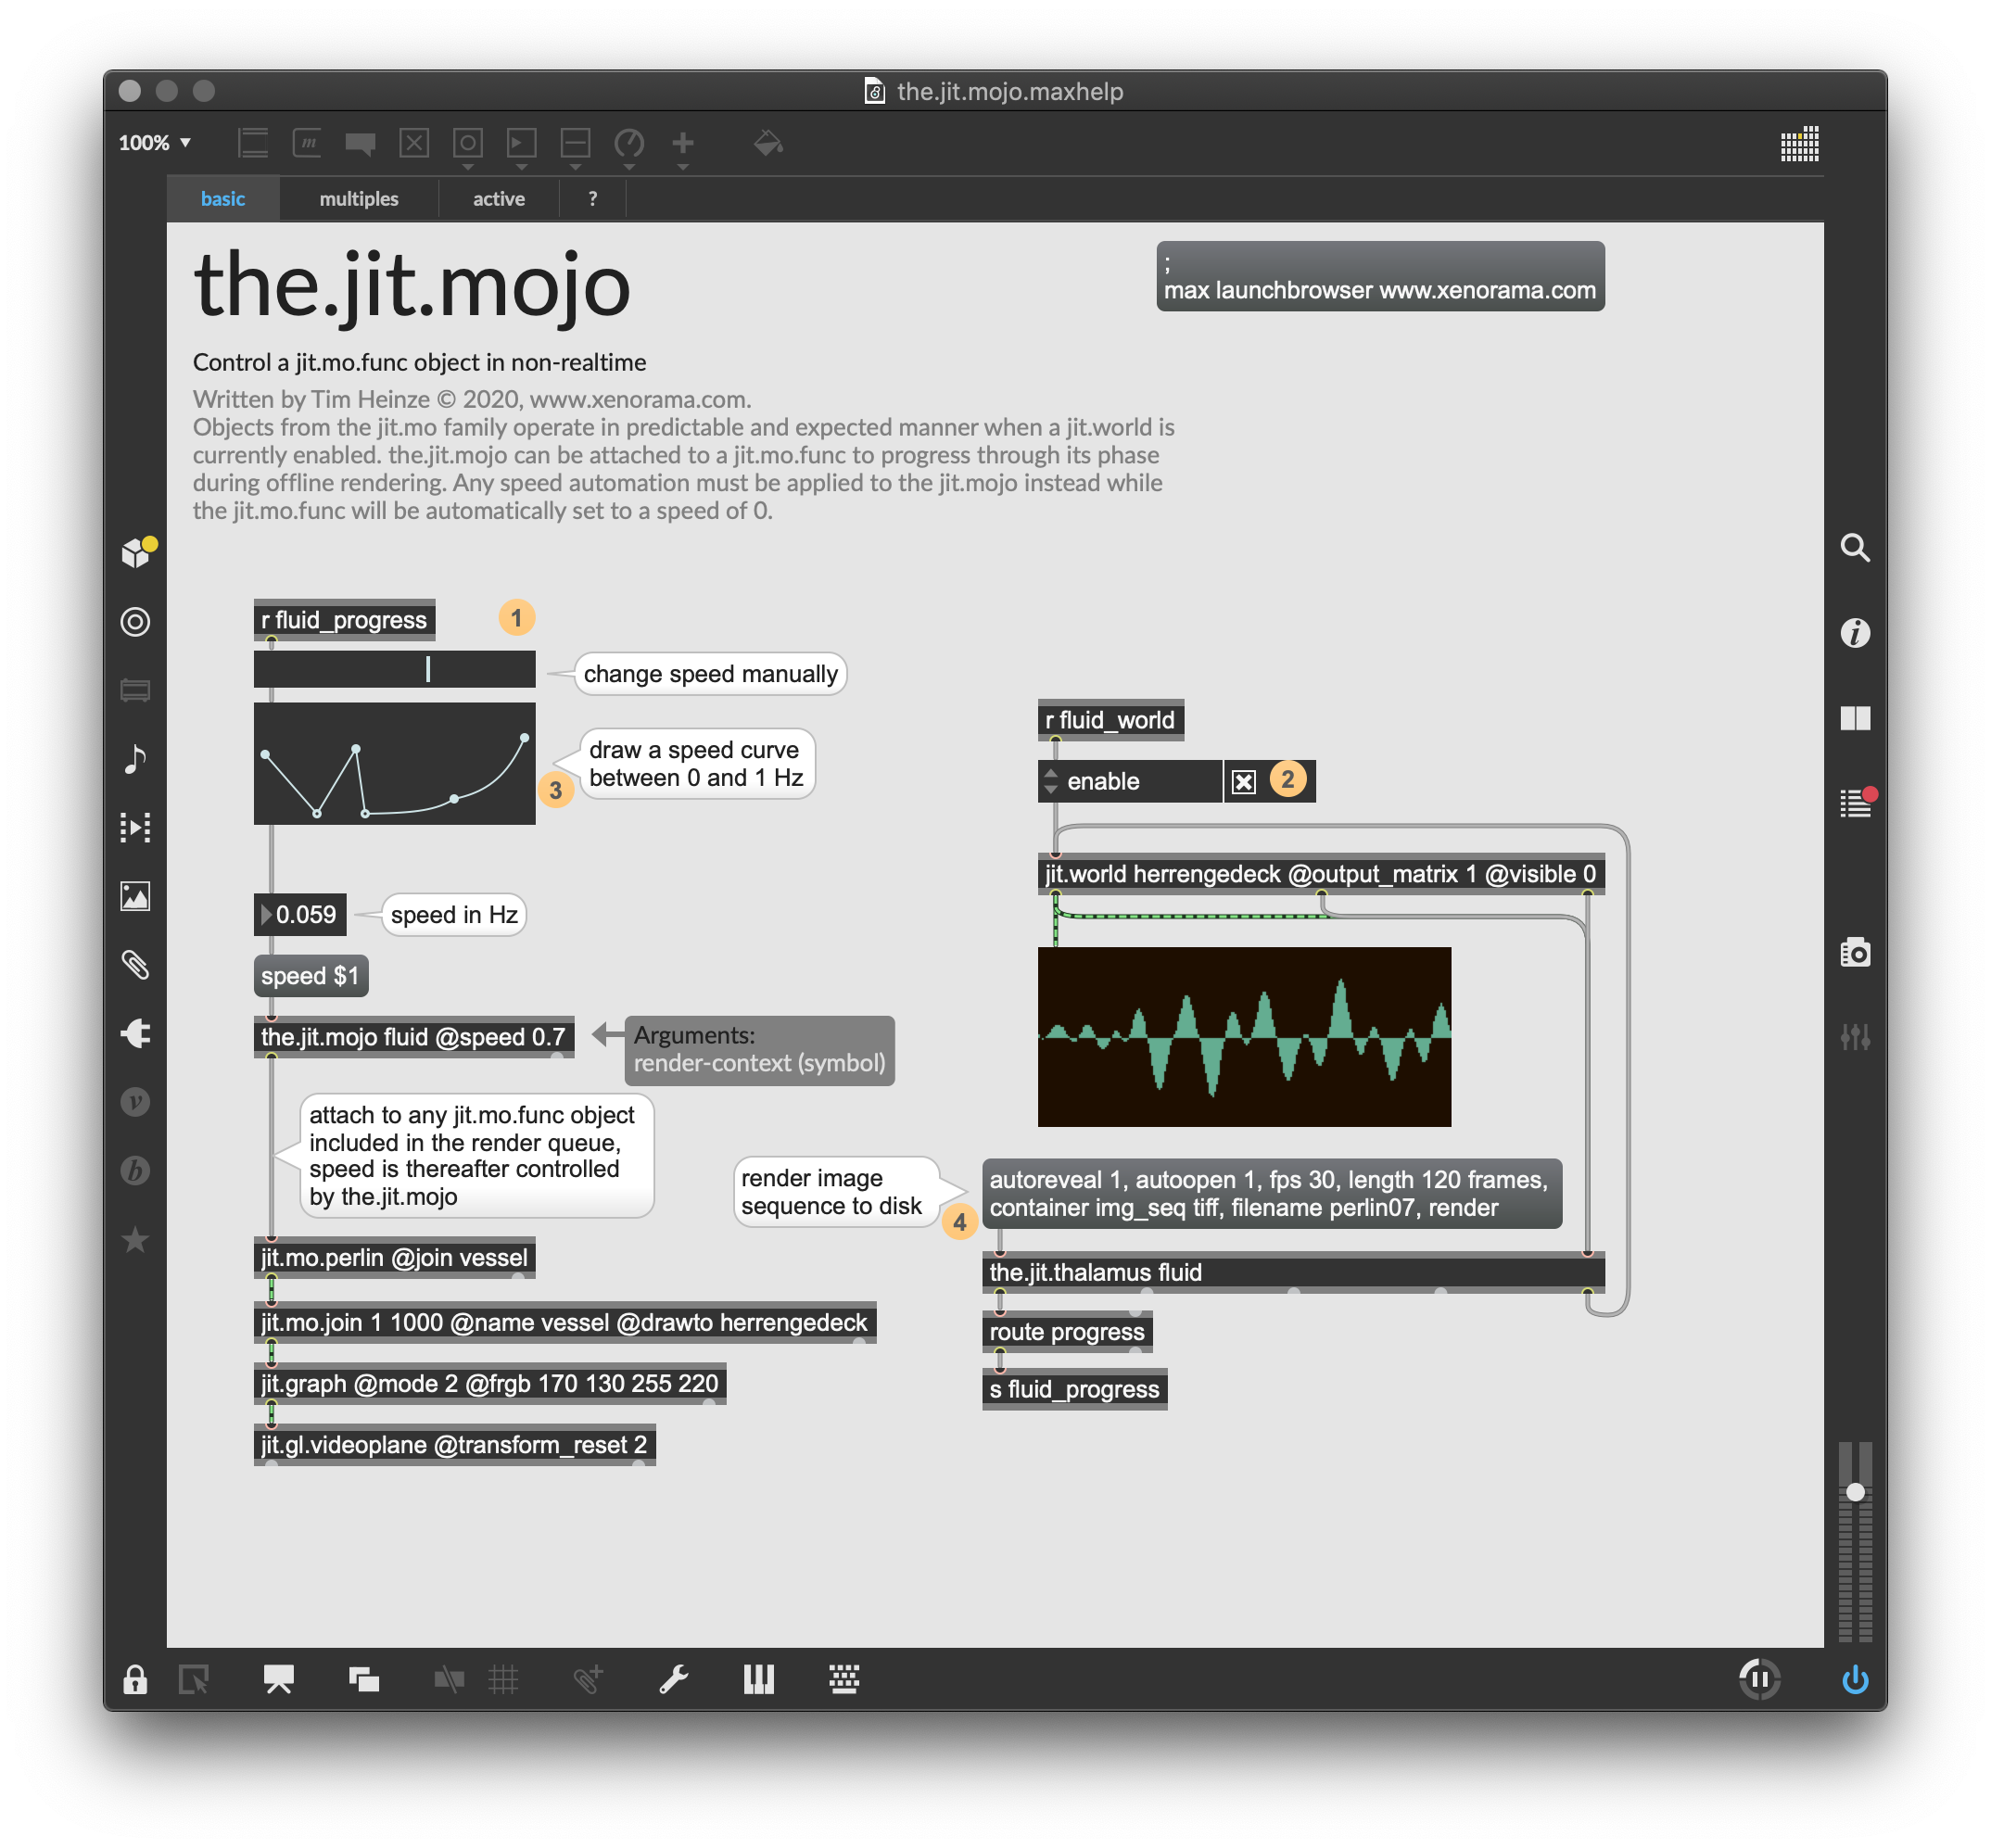 the.jit.mojo.maxhelp
100%
basic
multiples
active
?
the.jit.mojo
;
max launchbrowser www.xenorama.com
Control a jit.mo.func object in non-realtime
Written by Tim Heinze © 2020, www.xenorama.com.
Objects from the jit.mo family operate in predictable and expected manner when a jit.world is
currently enabled. the.jit.mojo can be attached to a jit.mo.func to progress through its phase
during offline rendering. Any speed automation must be applied to the jit.mojo instead while
the jit.mo.func will be automatically set to a speed of 0.
r fluid_progress
1
change speed manually
draw a speed curve
between 0 and 1 Hz
3
0.059
speed in Hz
speed $1
the.jit.mojo fluid @speed 0.7
Arguments:
render-context (symbol)
attach to any jit.mo.func object
included in the render queue,
speed is thereafter controlled
by the.jit.mojo
jit.mo.perlin @join vessel
jit.mo.join 1 1000 @name vessel @drawto herrengedeck
jit.graph @mode 2 @frgb 170 130 255 220
jit.gl.videoplane @transform_reset 2
r fluid_world
enable
2
jit.world herrengedeck @output_matrix 1 @visible 0
render image
sequence to disk
4
autoreveal 1, autoopen 1, fps 30, length 120 frames,
container img_seq tiff, filename perlin07, render
the.jit.thalamus fluid
route progress
s fluid_progress